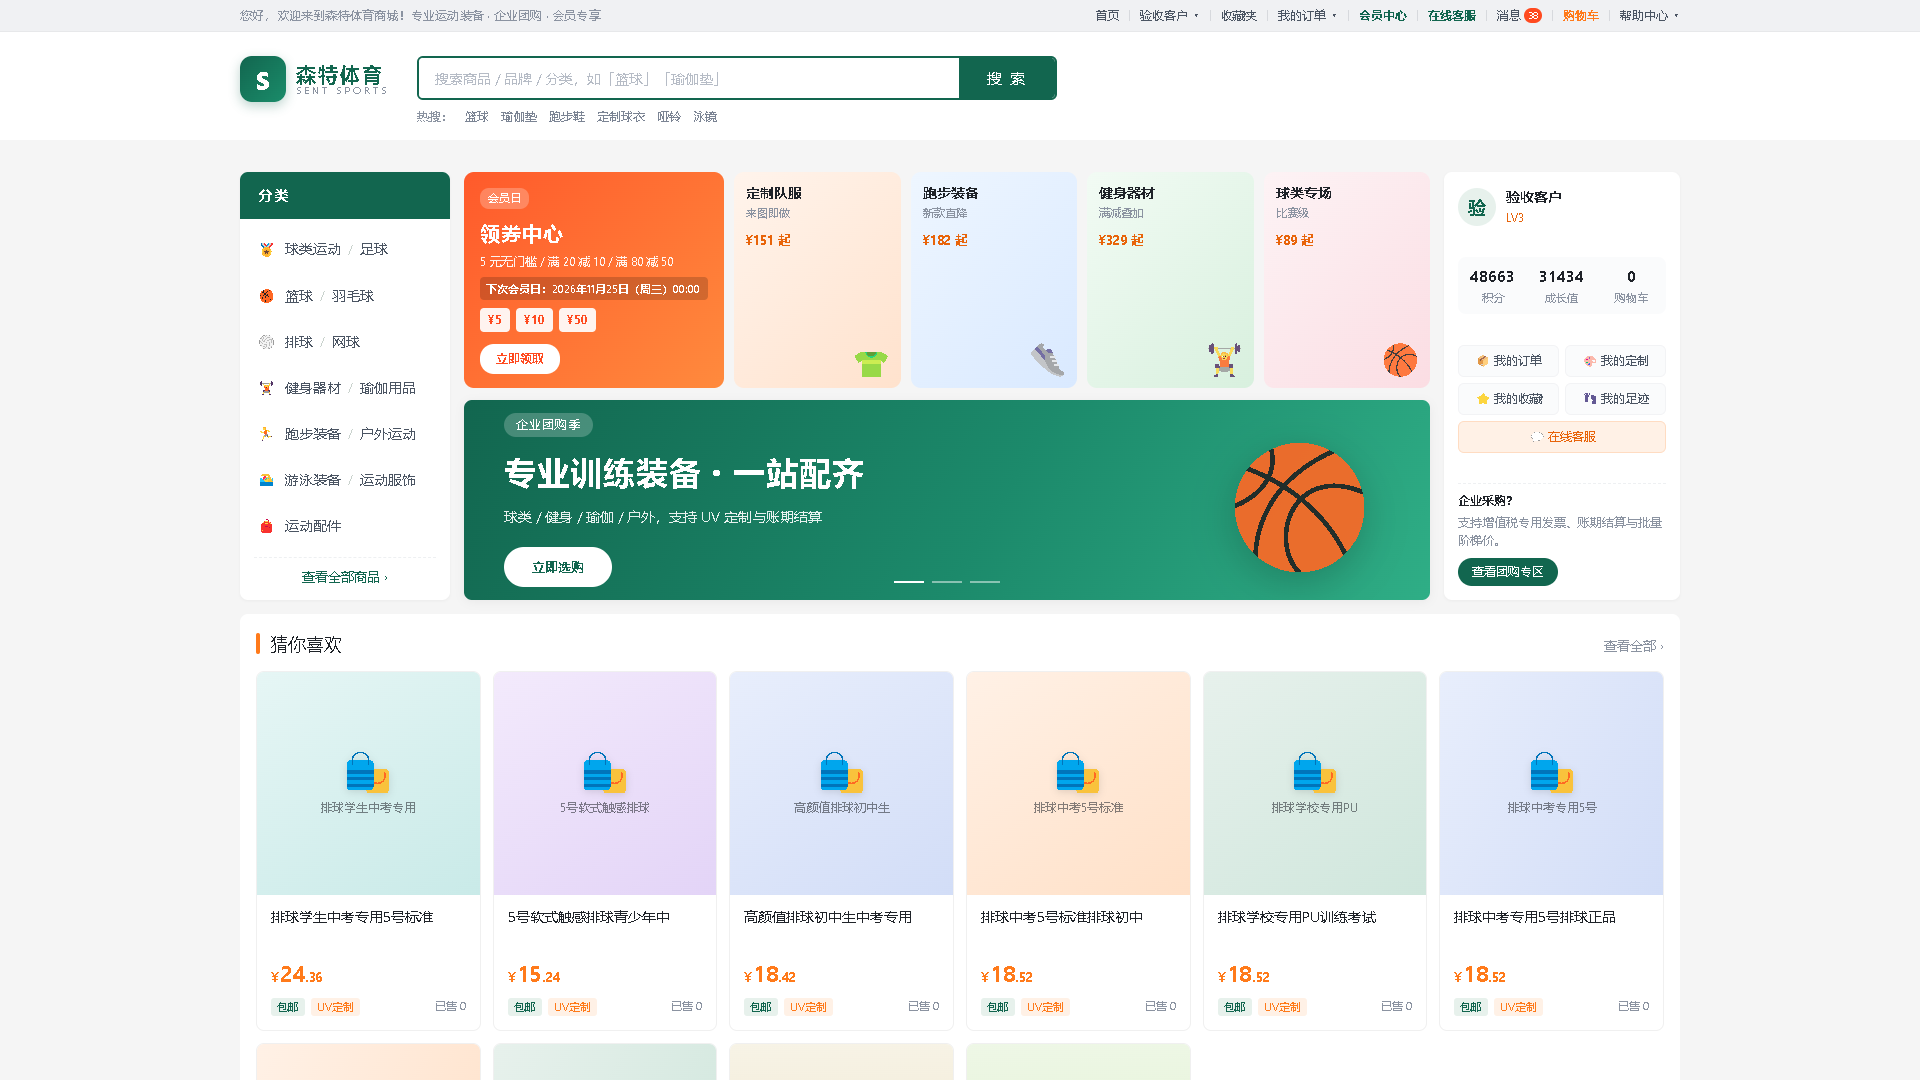 您好，欢迎来到森特体育商城！专业运动装备 · 企业团购 · 会员专享
首页 验收客户 收藏夹 我的订单 会员中心 在线客服 消息 38 购物车 帮助中心
S 森特体育
SENT SPORTS
搜索商品 / 品牌 / 分类，如「篮球」「瑜伽垫」
搜 索
热搜： 篮球 瑜伽垫 跑步鞋 定制球衣 哑铃 泳镜
分类
球类运动 / 足球
篮球 / 羽毛球
排球 / 网球
健身器材 / 瑜伽用品
跑步装备 / 户外运动
游泳装备 / 运动服饰
运动配件
查看全部商品 ›
会员日
领券中心
5 元无门槛 / 满 20 减 10 / 满 80 减 50
下次会员日：2026年11月25日（周三）00:00
¥5 ¥10 ¥50
立即领取
定制队服
来图即做
¥151 起
跑步装备
新款直降
¥182 起
健身器材
满减叠加
¥329 起
球类专场
比赛级
¥89 起
企业团购季
专业训练装备 · 一站配齐
球类 / 健身 / 瑜伽 / 户外，支持 UV 定制与账期结算
立即选购
验 验收客户
LV3
48663 31434 0
积分 成长值 购物车
我的订单 我的定制
我的收藏 我的足迹
在线客服
企业采购?
支持增值税专用发票、账期结算与批量
阶梯价。
查看团购专区
猜你喜欢
查看全部 ›
排球学生中考专用 5号软式触感排球 高颜值排球初中生 排球中考5号标准 排球学校专用PU 排球中考专用5号
排球学生中考专用5号标准 5号软式触感排球青少年中 高颜值排球初中生中考专用 排球中考5号标准排球初中 排球学校专用PU训练考试 排球中考专用5号排球正品
¥24.36 ¥15.24 ¥18.42 ¥18.52 ¥18.52 ¥18.52
包邮 UV定制 已售 0 包邮 UV定制 已售 0 包邮 UV定制 已售 0 包邮 UV定制 已售 0 包邮 UV定制 已售 0 包邮 UV定制 已售 0